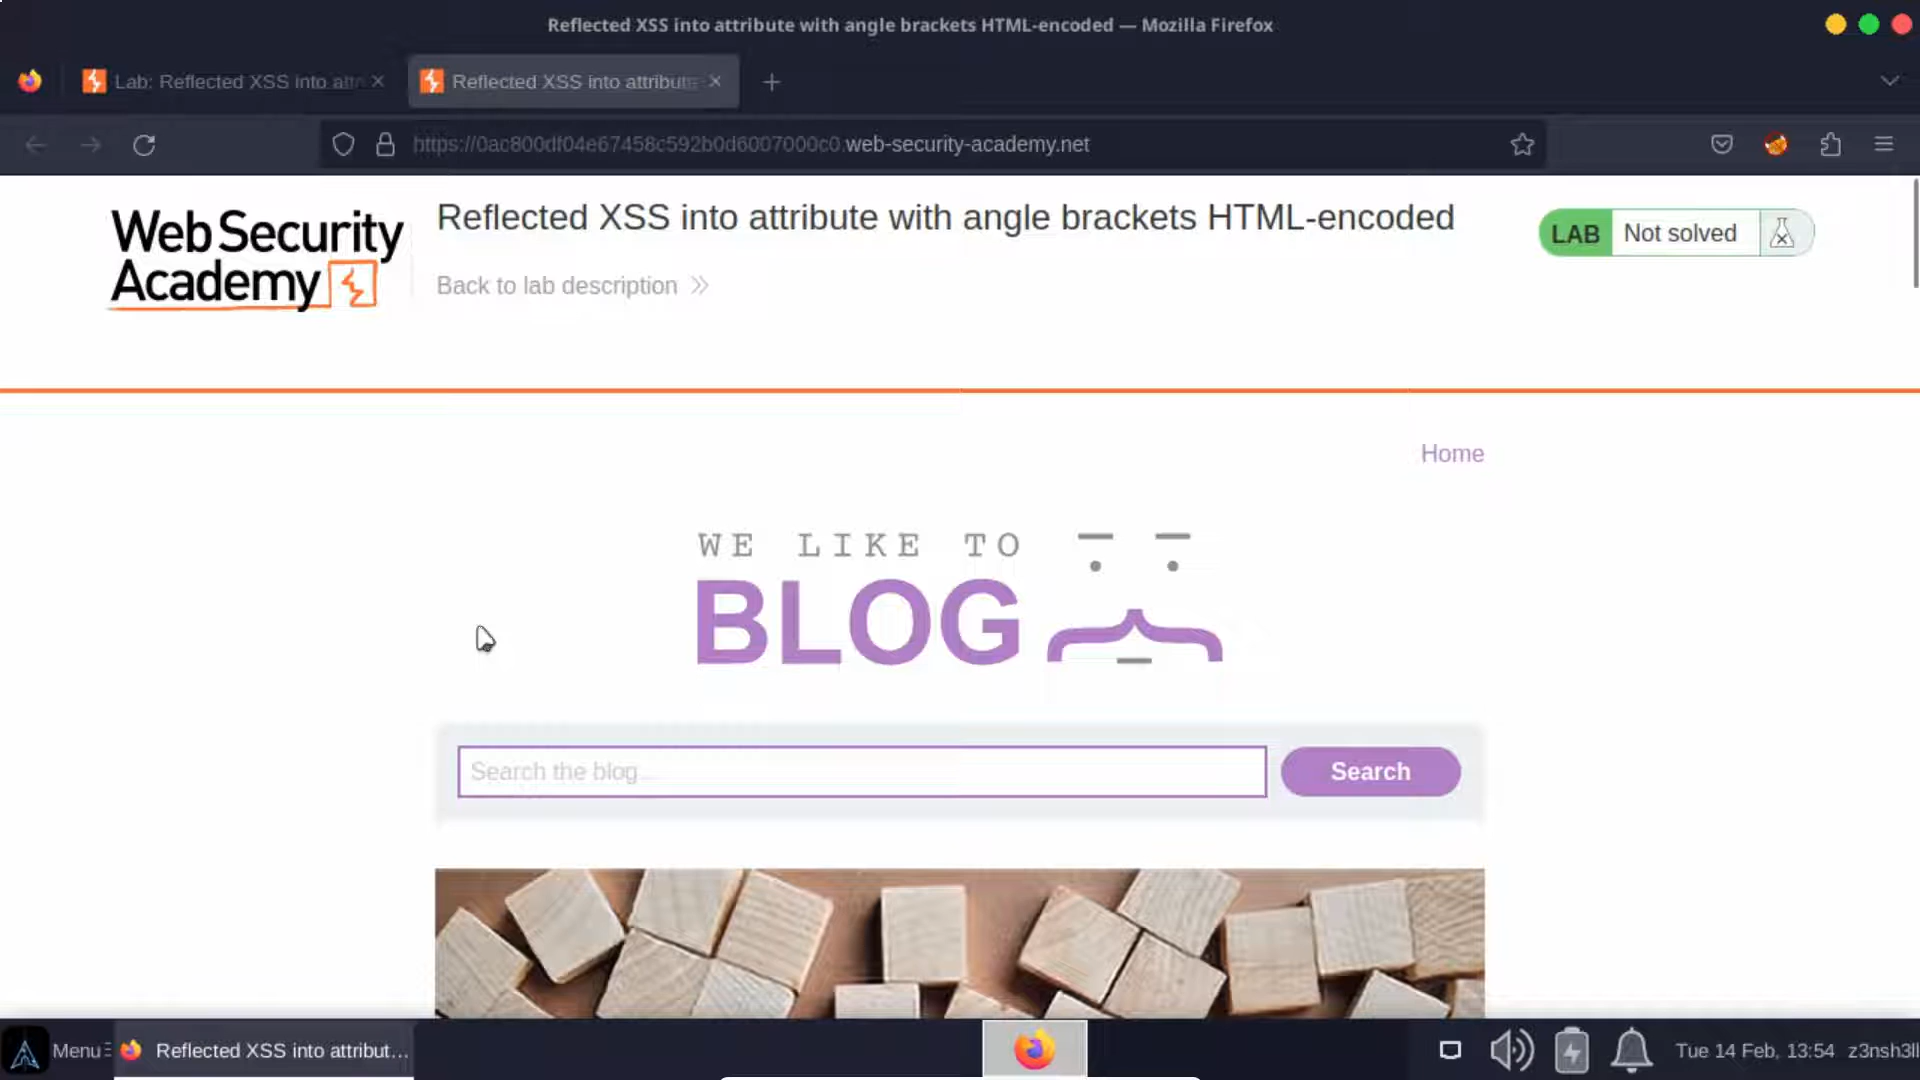 Reflected XSS into attribute with angle brackets HTML-encoded — Mozilla Firefox
Lab: Reflected XSS into attr
Reflected XSS into attribute
https://0ac800df04e67458c592b0d6007000c0.web-security-academy.net
Web Security
Academy
Reflected XSS into attribute with angle brackets HTML-encoded
LAB Not solved
Back to lab description
Home
WE LIKE TO
BLOG
Search the blog...
Search
Menu
Reflected XSS into attribut...
Tue 14 Feb, 13:54 z3nsh3ll